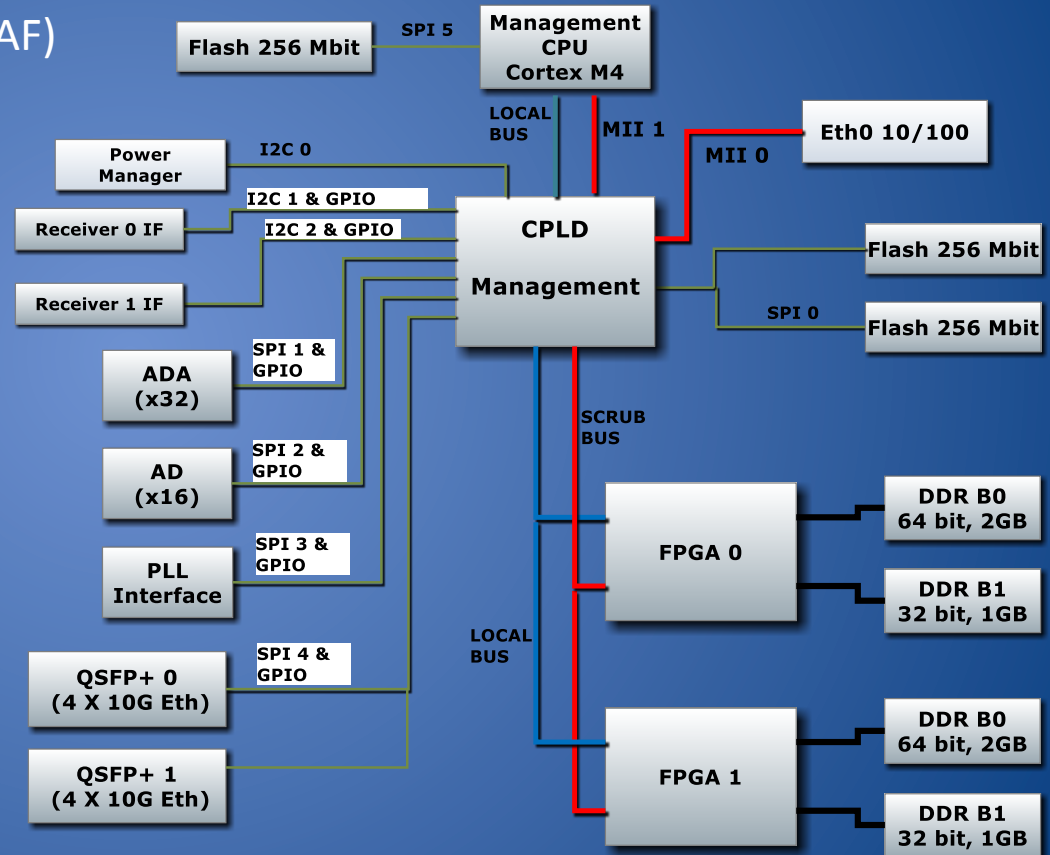 AF)
Flash 256 Mbit
SPI 5
Management
CPU
Cortex M4
LOCAL
BUS
MII 1
MII 0
Eth0 10/100
Power
Manager
I2C 0
I2C 1 & GPIO
Receiver 0 IF
I2C 2 & GPIO
Receiver 1 IF
CPLD
Management
Flash 256 Mbit
SPI 0
Flash 256 Mbit
SPI 1 &
GPIO
ADA
(x32)
SPI 2 &
GPIO
AD
(x16)
SPI 3 &
GPIO
PLL
Interface
SPI 4 &
GPIO
QSFP+ 0
(4 X 10G Eth)
QSFP+ 1
(4 X 10G Eth)
SCRUB
BUS
LOCAL
BUS
FPGA 0
DDR B0
64 bit, 2GB
DDR B1
32 bit, 1GB
FPGA 1
DDR B0
64 bit, 2GB
DDR B1
32 bit, 1GB